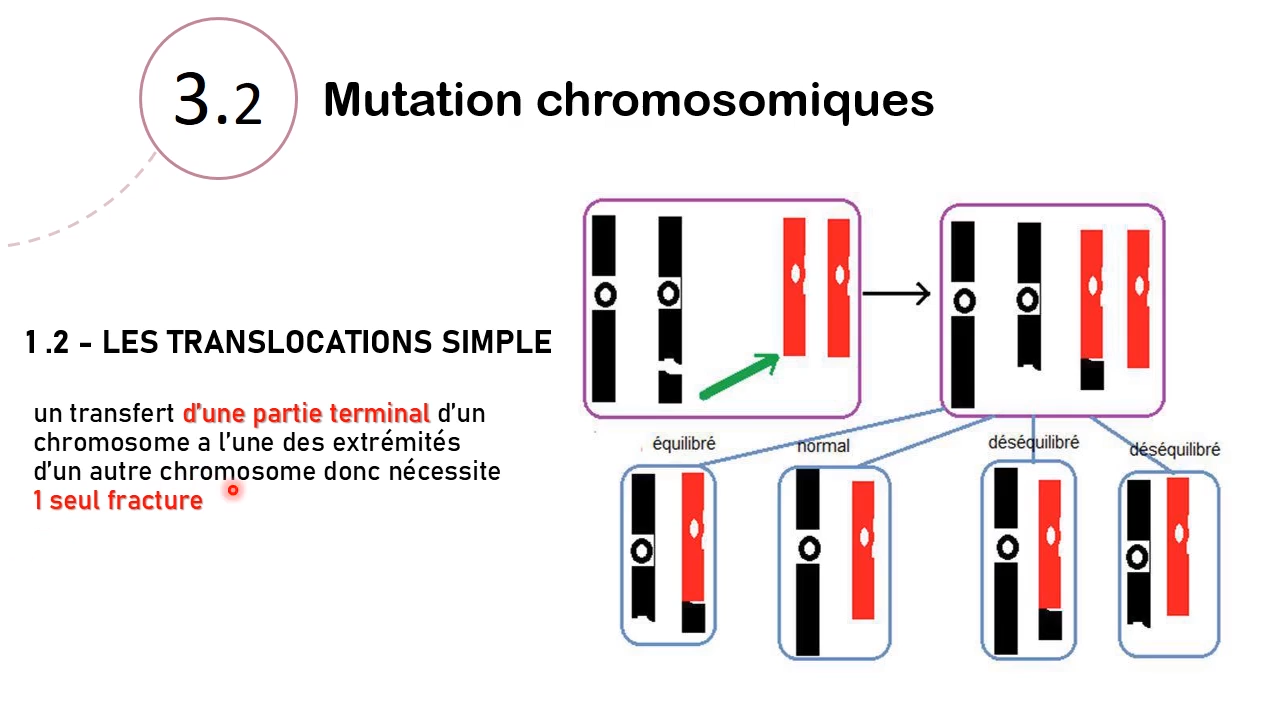 3.2
Mutation chromosomiques
1.2 - LES TRANSLOCATIONS SIMPLE
un transfert d'une partie terminal d'un
chromosome a l'une des extrémités
d'un autre chromosome donc nécessite
1 seul fracture
équilibré
normal
déséquilibré
déséquilibré